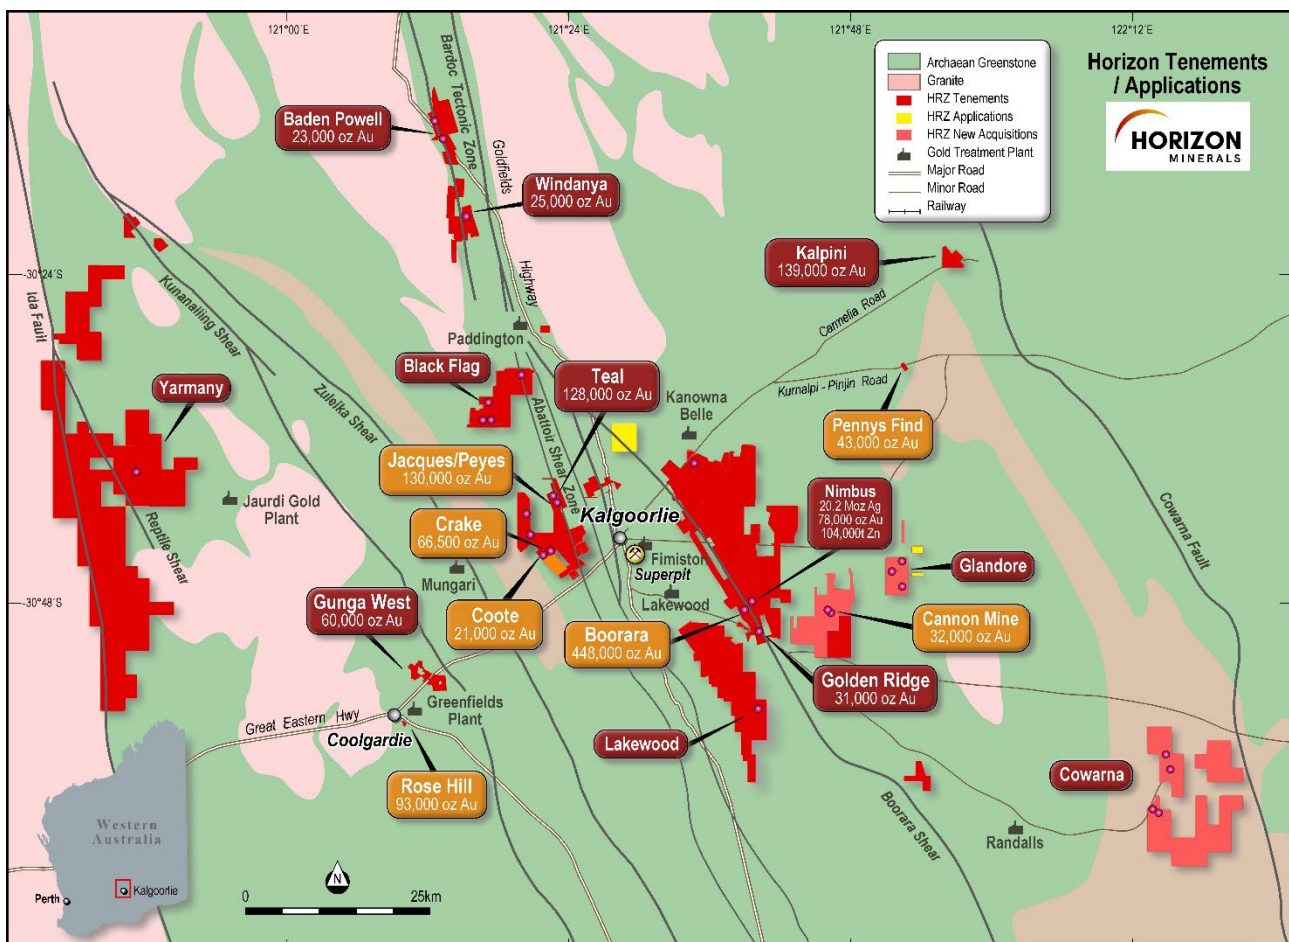 121°00'E
121°24'E
121°48'E
122°12'E
Horizon Tenements
/ Applications
HORIZON
MINERALS
Archaean Greenstone
Granite
HRZ Tenements
HRZ Applications
HRZ New Acquisitions
Gold Treatment Plant
Major Road
Minor Road
Railway
Bardoc Tectonic Zone
Goldfields
Highway
Baden Powell
23,000 oz Au
Windanya
25,000 oz Au
Kalpini
139,000 oz Au
-30°24'S
Ida Fault
Kunanalling Shear
Carmelia Road
Paddington
Black Flag
Teal
128,000 oz Au
Kanowna
Belle
Kurnalpi - Pinjin Road
Yarmany
Zuleika Shear
Abattoir Shear
Zone
Pennys Find
43,000 oz Au
Jacques/Peyes
130,000 oz Au
Nimbus
20.2 Moz Ag
78,000 oz Au
104,000t Zn
Jaurdi Gold
Plant
Reptile Shear
Crake
66,500 oz Au
Kalgoorlie
Cowarna Fault
Fimiston
Superpit
Glandore
Mungari
Lakewood
-30°48'S
Gunga West
60,000 oz Au
Coote
21,000 oz Au
Boorara
448,000 oz Au
Cannon Mine
32,000 oz Au
Golden Ridge
31,000 oz Au
Greenfields
Plant
Great Eastern Hwy
Coolgardie
Lakewood
Cowarna
Rose Hill
93,000 oz Au
Boorara Shear
Randalls
Western
Australia
Perth
Kalgoorlie
N
0
25km